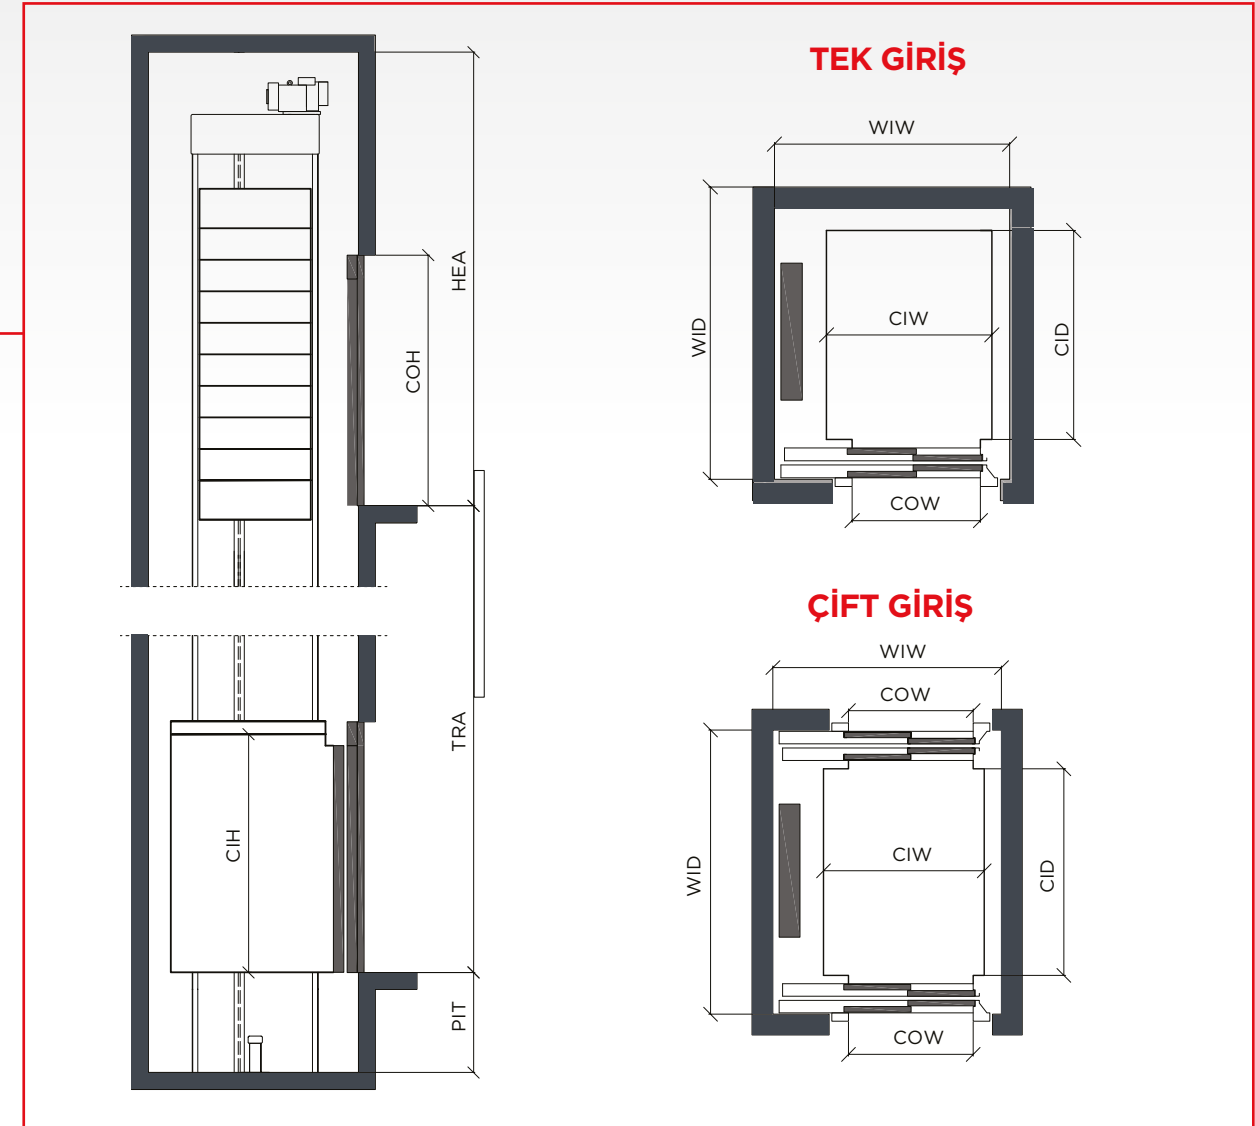 HEA
COH
TRA
CIH
PIT
TEK GİRİŞ
WIW
WID
CIW
CID
COW
ÇİFT GİRİŞ
WIW
COW
WID
CIW
CID
COW